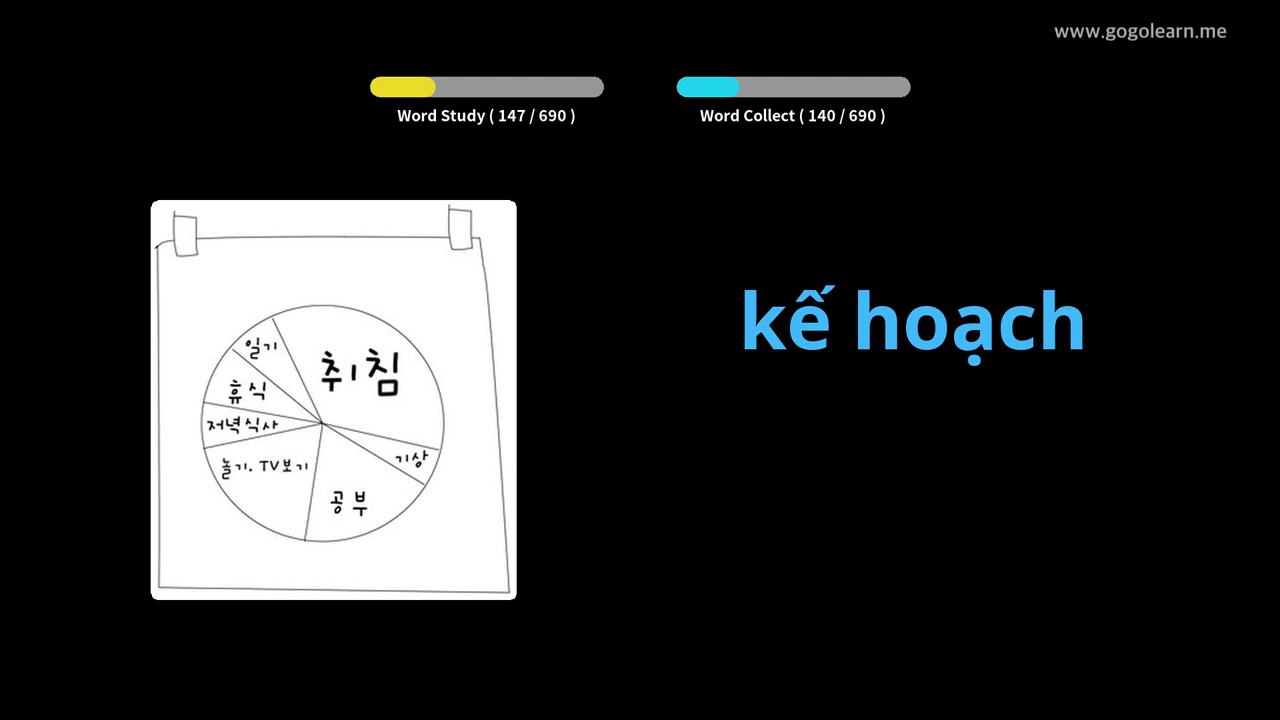 www.gogolearn.me
Word Study ( 147 / 690 )
Word Collect ( 140 / 690 )
일기
취침
휴식
저녁식사
놀기. TV보기
기상
공부
kế hoạch